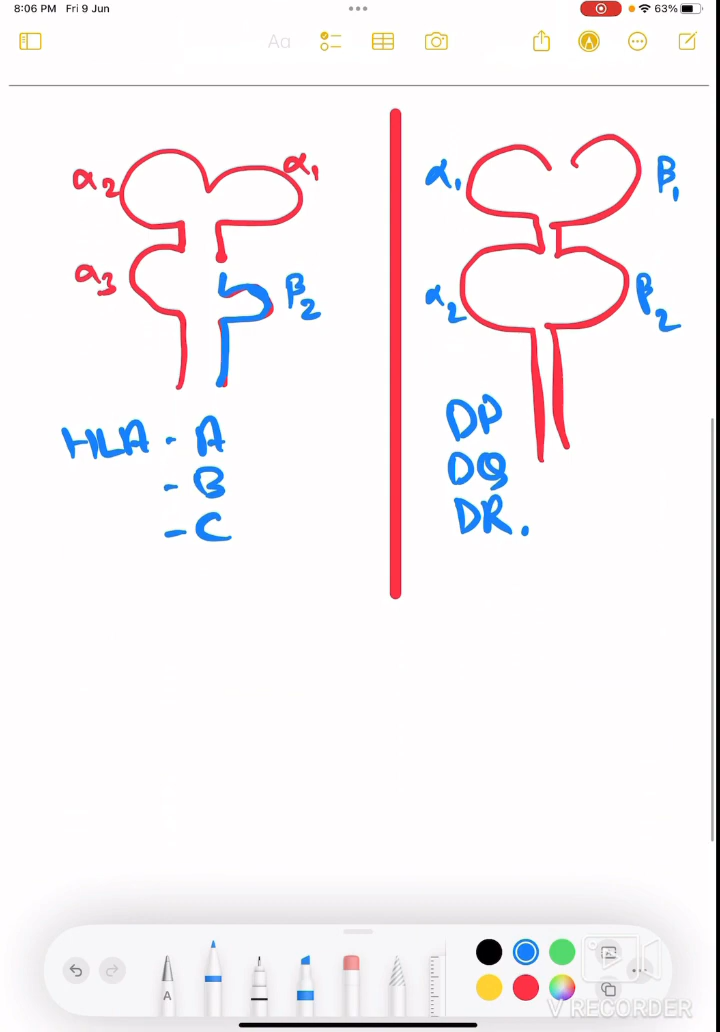 8:06 PM Fri 9 Jun
63%
Aa
α2
α1
α3
β2
HLA - A
- B
- C
α1
β1
α2
β2
DP
DQ
DR.
A
V RECORDER